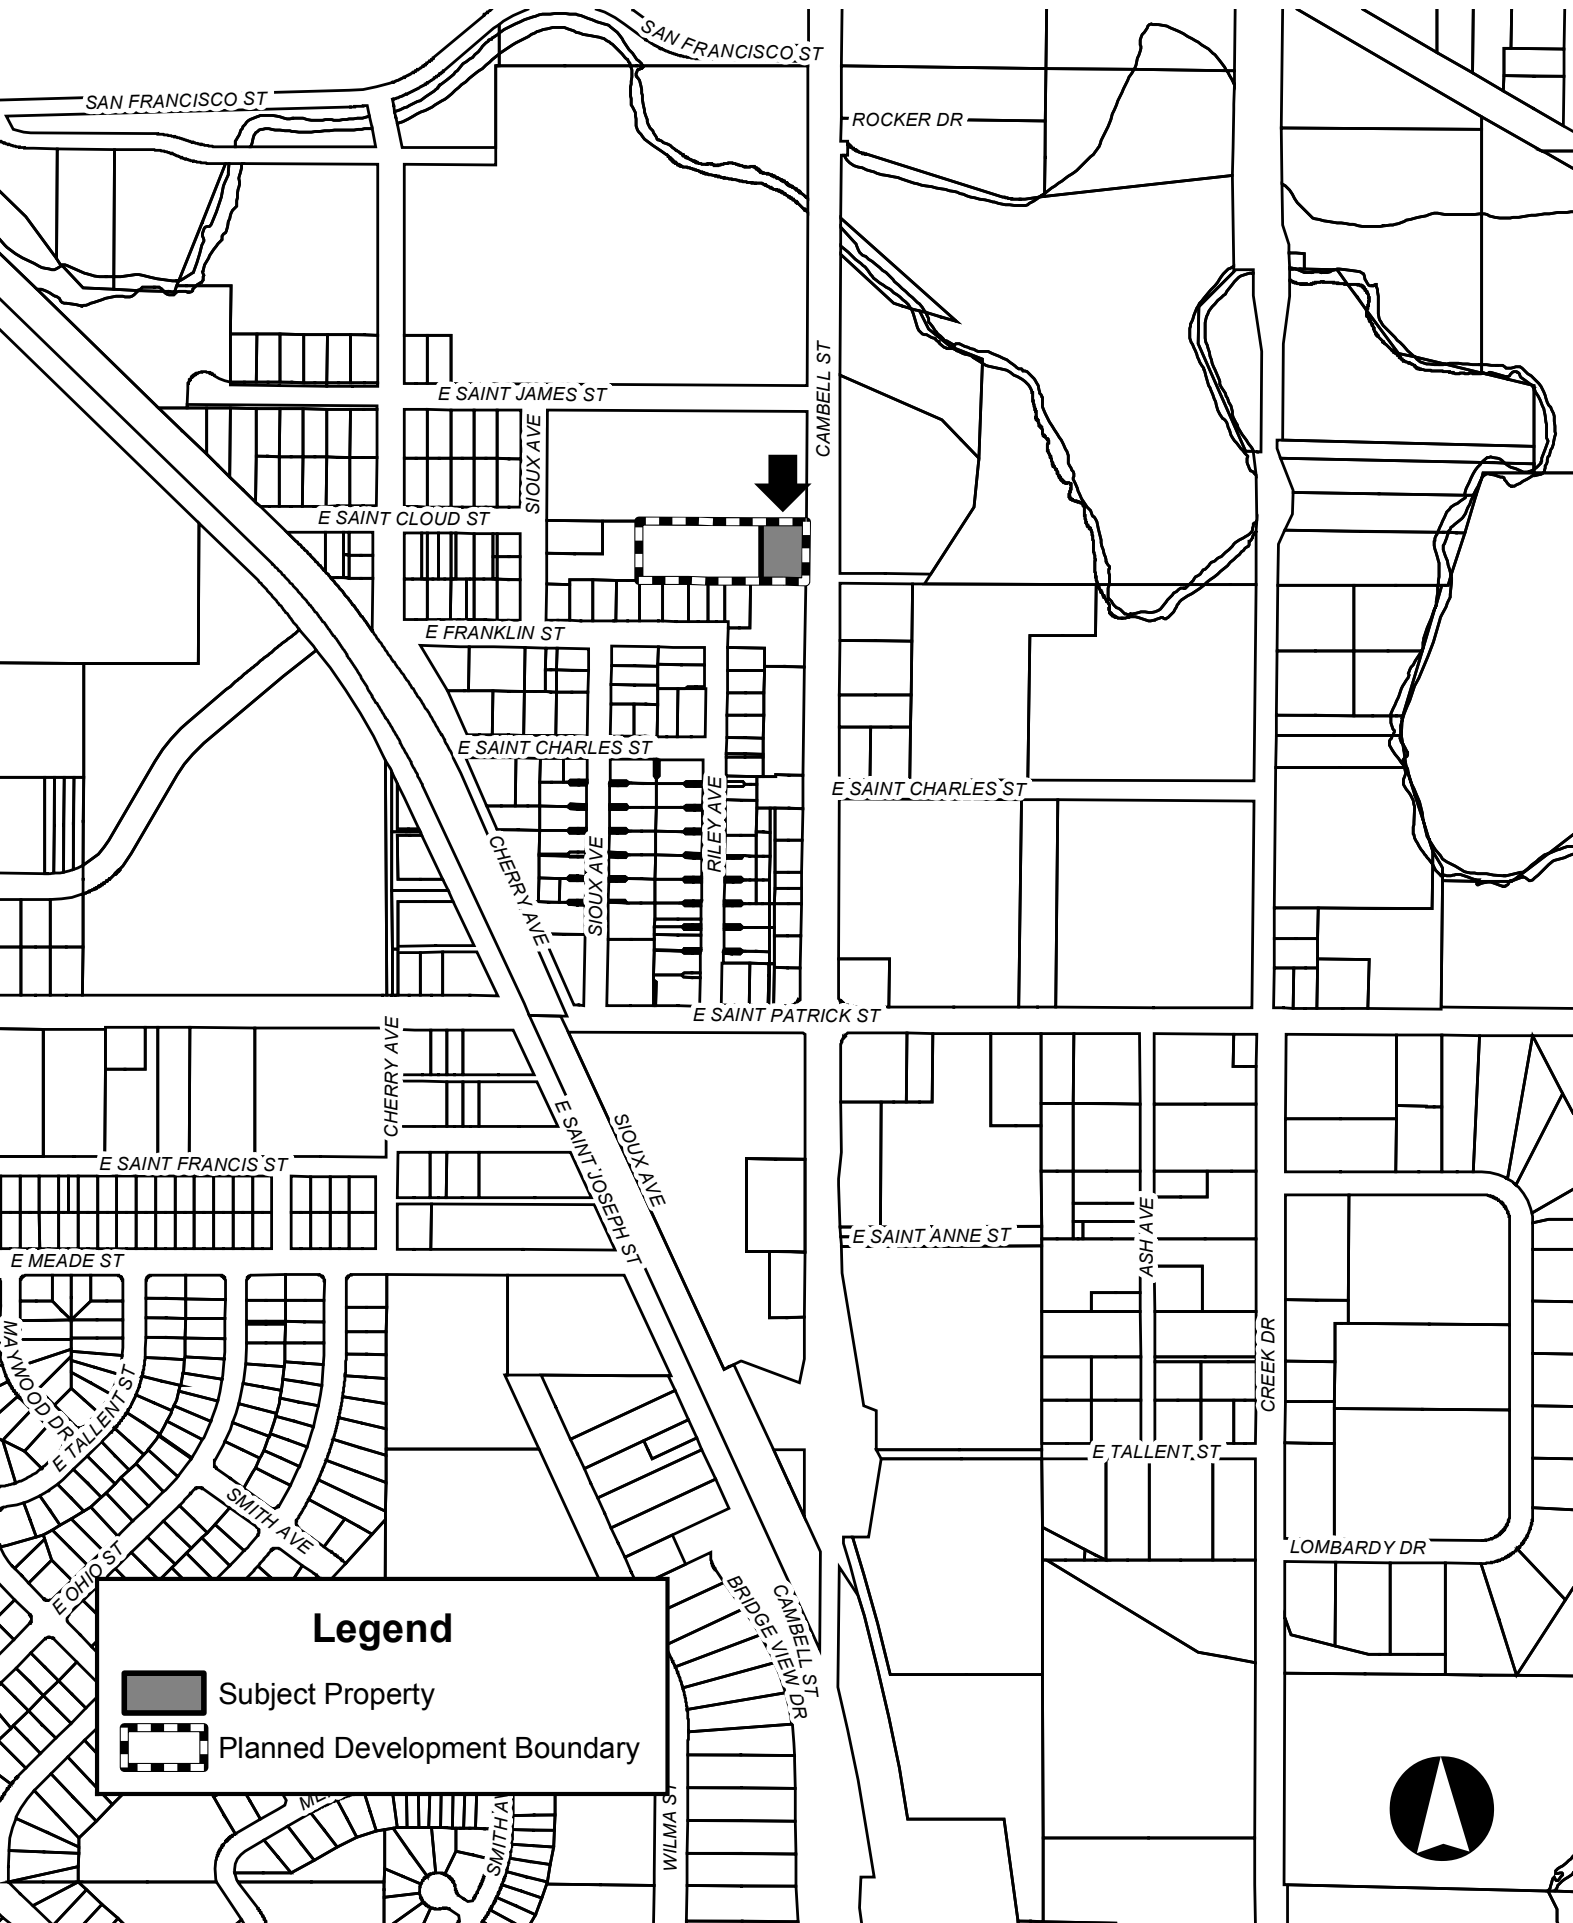 SAN FRANCISCO ST
SAN FRANCISCO ST
ROCKER DR
CAMBELL ST
E SAINT JAMES ST
SIOUX AVE
E SAINT CLOUD ST
E FRANKLIN ST
E SAINT CHARLES ST
E SAINT CHARLES ST
RILEY AVE
CHERRY AVE
SIOUX AVE
E SAINT PATRICK ST
CHERRY AVE
E SAINT JOSEPH ST
SIOUX AVE
E SAINT FRANCIS ST
E SAINT ANNE ST
ASH AVE
E MEADE ST
CREEK DR
MAYWOOD DR
E TALLENT ST
E TALLENT ST
SMITH AVE
E OHIO ST
LOMBARDY DR
BRIDGE VIEW DR
CAMBELL ST
Legend
Subject Property
Planned Development Boundary
WILMA ST